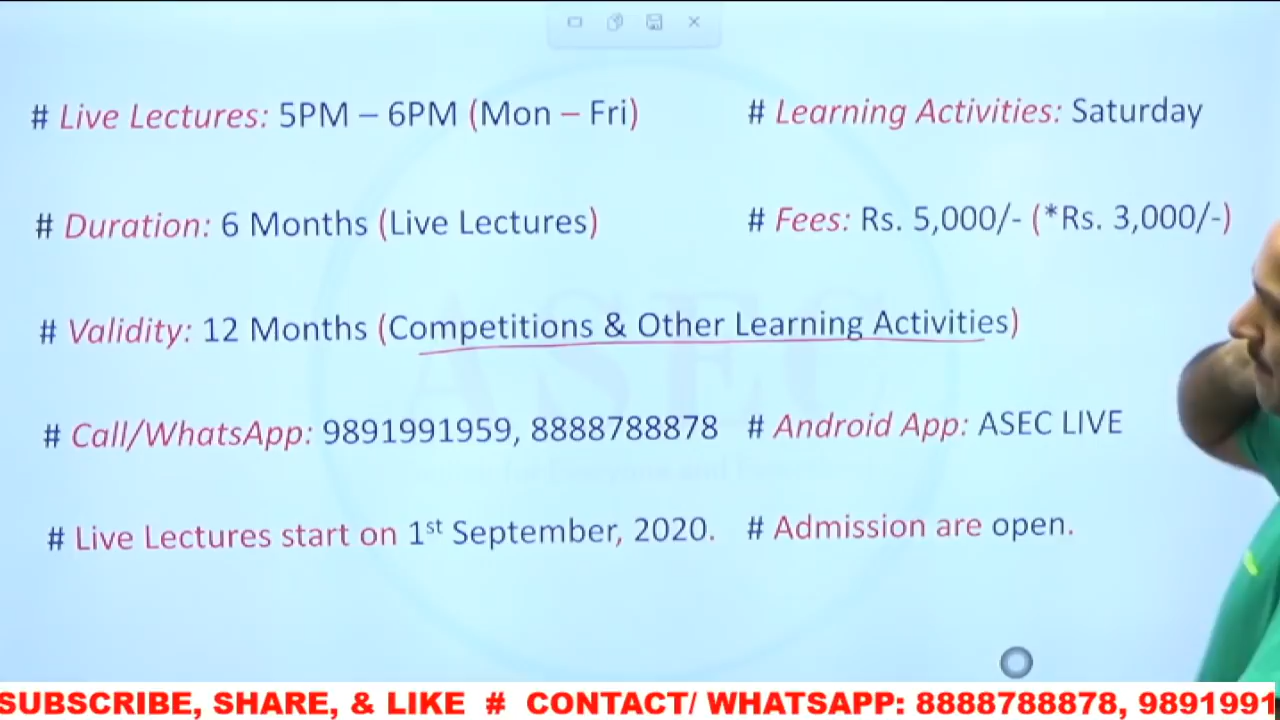 # Live Lectures: 5PM – 6PM (Mon – Fri) # Learning Activities: Saturday
# Duration: 6 Months (Live Lectures) # Fees: Rs. 5,000/- (*Rs. 3,000/-)
# Validity: 12 Months (Competitions & Other Learning Activities)
ASEC
# Call/WhatsApp: 9891991959, 8888788878 # Android App: ASEC LIVE
# Live Lectures start on 1st September, 2020. # Admission are open.
SUBSCRIBE, SHARE, & LIKE # CONTACT/ WHATSAPP: 8888788878, 9891991